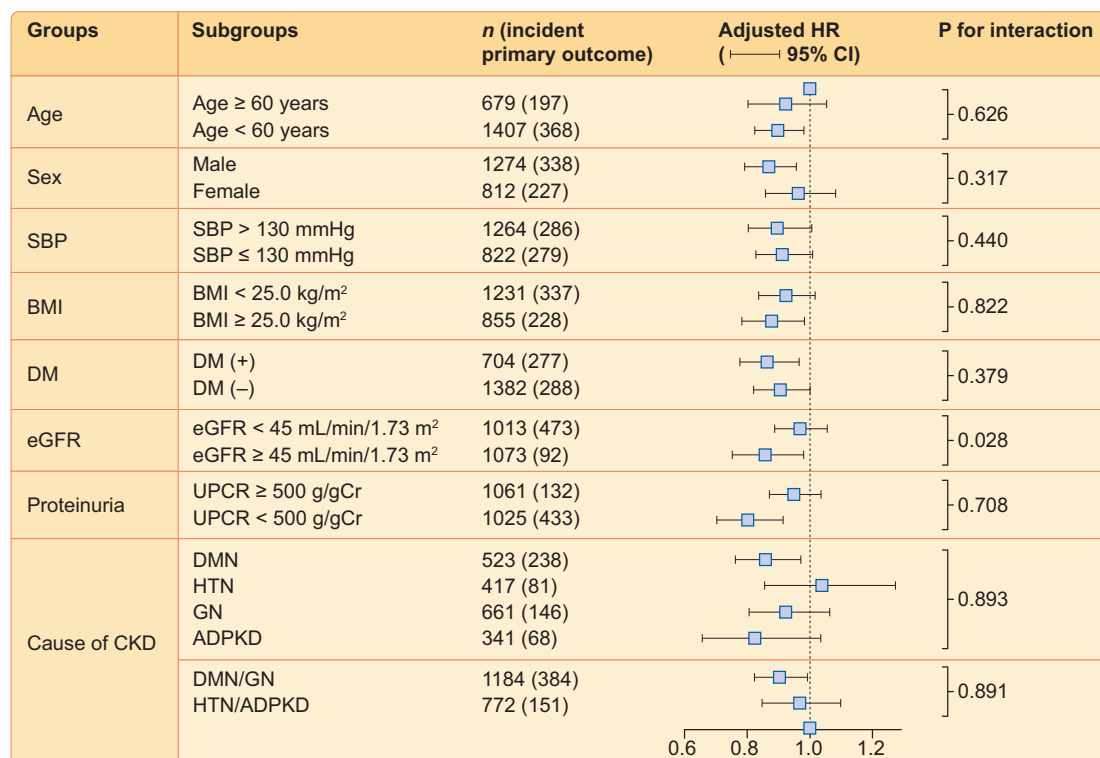 Groups Subgroups n (incident primary outcome) Adjusted HR (├──┤ 95% CI) P for interaction
Age
Age ≥ 60 years 679 (197)
Age < 60 years 1407 (368)
0.626
Sex
Male 1274 (338)
Female 812 (227)
0.317
SBP
SBP > 130 mmHg 1264 (286)
SBP ≤ 130 mmHg 822 (279)
0.440
BMI
BMI < 25.0 kg/m² 1231 (337)
BMI ≥ 25.0 kg/m² 855 (228)
0.822
DM
DM (+) 704 (277)
DM (–) 1382 (288)
0.379
eGFR
eGFR < 45 mL/min/1.73 m² 1013 (473)
eGFR ≥ 45 mL/min/1.73 m² 1073 (92)
0.028
Proteinuria
UPCR ≥ 500 g/gCr 1061 (132)
UPCR < 500 g/gCr 1025 (433)
0.708
Cause of CKD
DMN 523 (238)
HTN 417 (81)
GN 661 (146)
ADPKD 341 (68)
0.893
DMN/GN 1184 (384)
HTN/ADPKD 772 (151)
0.891
0.6 0.8 1.0 1.2